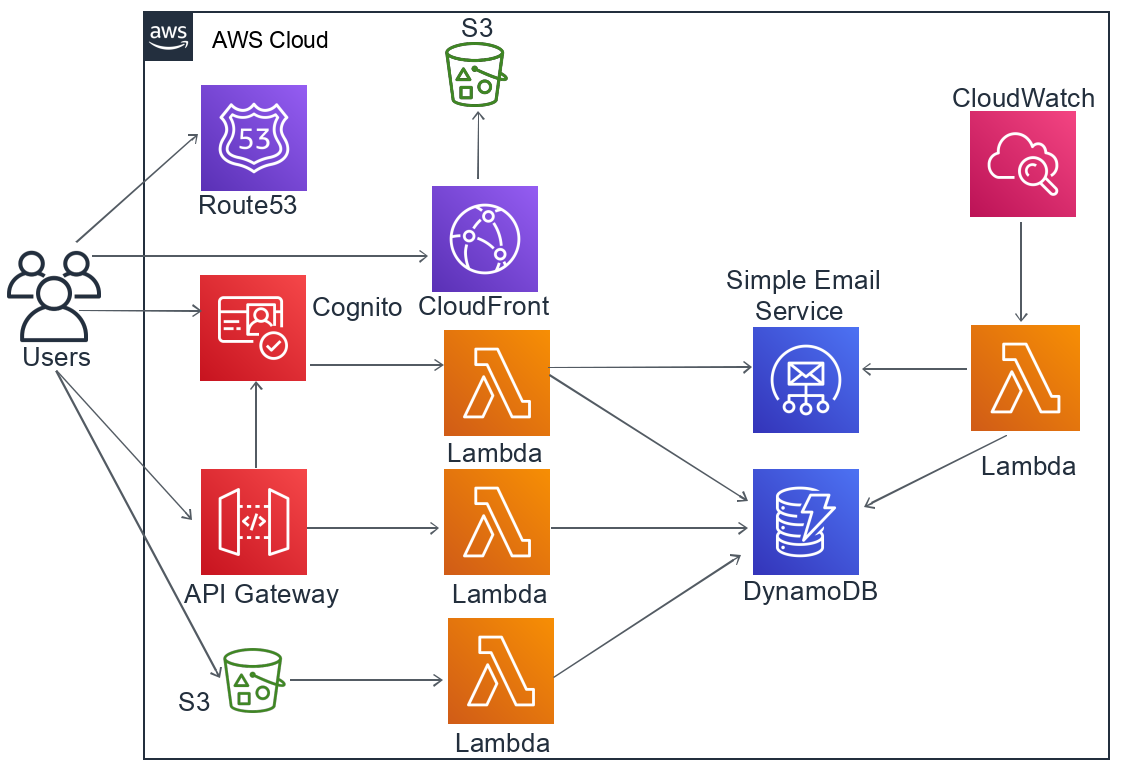 aws
AWS Cloud
S3
CloudWatch
53
Route53
Simple Email
Service
Cognito
CloudFront
Users
Lambda
Lambda
</>
API Gateway
Lambda
DynamoDB
S3
Lambda